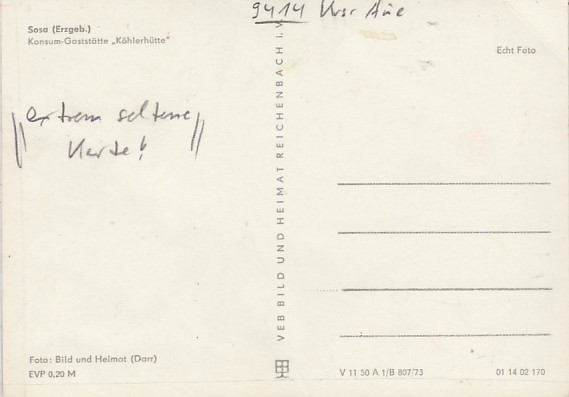 9414 Krsr Aue
Sosa (Erzgeb.)
Konsum-Gaststätte „Köhlerhütte"
Echt Foto
extrem seltene
Karte!
VEB BILD UND HEIMAT REICHENBACH i. V.
Foto: Bild und Heimat (Darr)
EVP 0,20 M
V 11 50 A 1/B 807/73
01 14 02 170